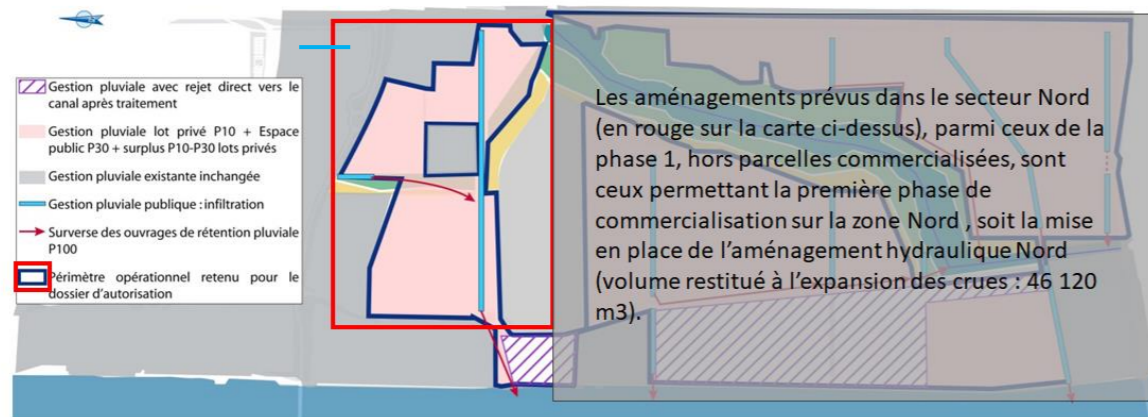 Gestion pluviale avec rejet direct vers le
canal après traitement
Gestion pluviale lot privé P10 + Espace
public P30 + surplus P10-P30 lots privés
Gestion pluviale existante inchangée
Gestion pluviale publique : infiltration
Surverse des ouvrages de rétention pluviale
P100
Périmètre opérationnel retenu pour le
dossier d'autorisation
Les aménagements prévus dans le secteur Nord
(en rouge sur la carte ci-dessus), parmi ceux de la
phase 1, hors parcelles commercialisées, sont
ceux permettant la première phase de
commercialisation sur la zone Nord , soit la mise
en place de l'aménagement hydraulique Nord
(volume restitué à l'expansion des crues : 46 120
m3).